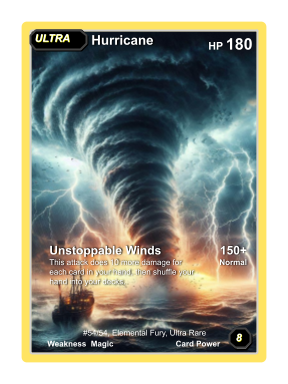 ULTRA Hurricane HP 180
Unstoppable Winds 150+
This attack does 10 more damage for Normal
each card in your hand, then shuffle your
hand into your decks.
#54/54, Elemental Fury, Ultra Rare
Weakness Magic Card Power 8